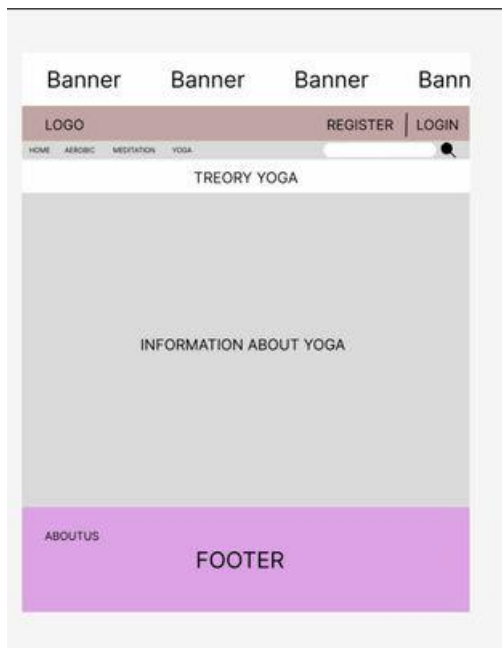 Banner Banner Banner Bann
LOGO REGISTER LOGIN
HOME AEROBIC MEDITATION YOGA
TREORY YOGA
INFORMATION ABOUT YOGA
ABOUTUS
FOOTER